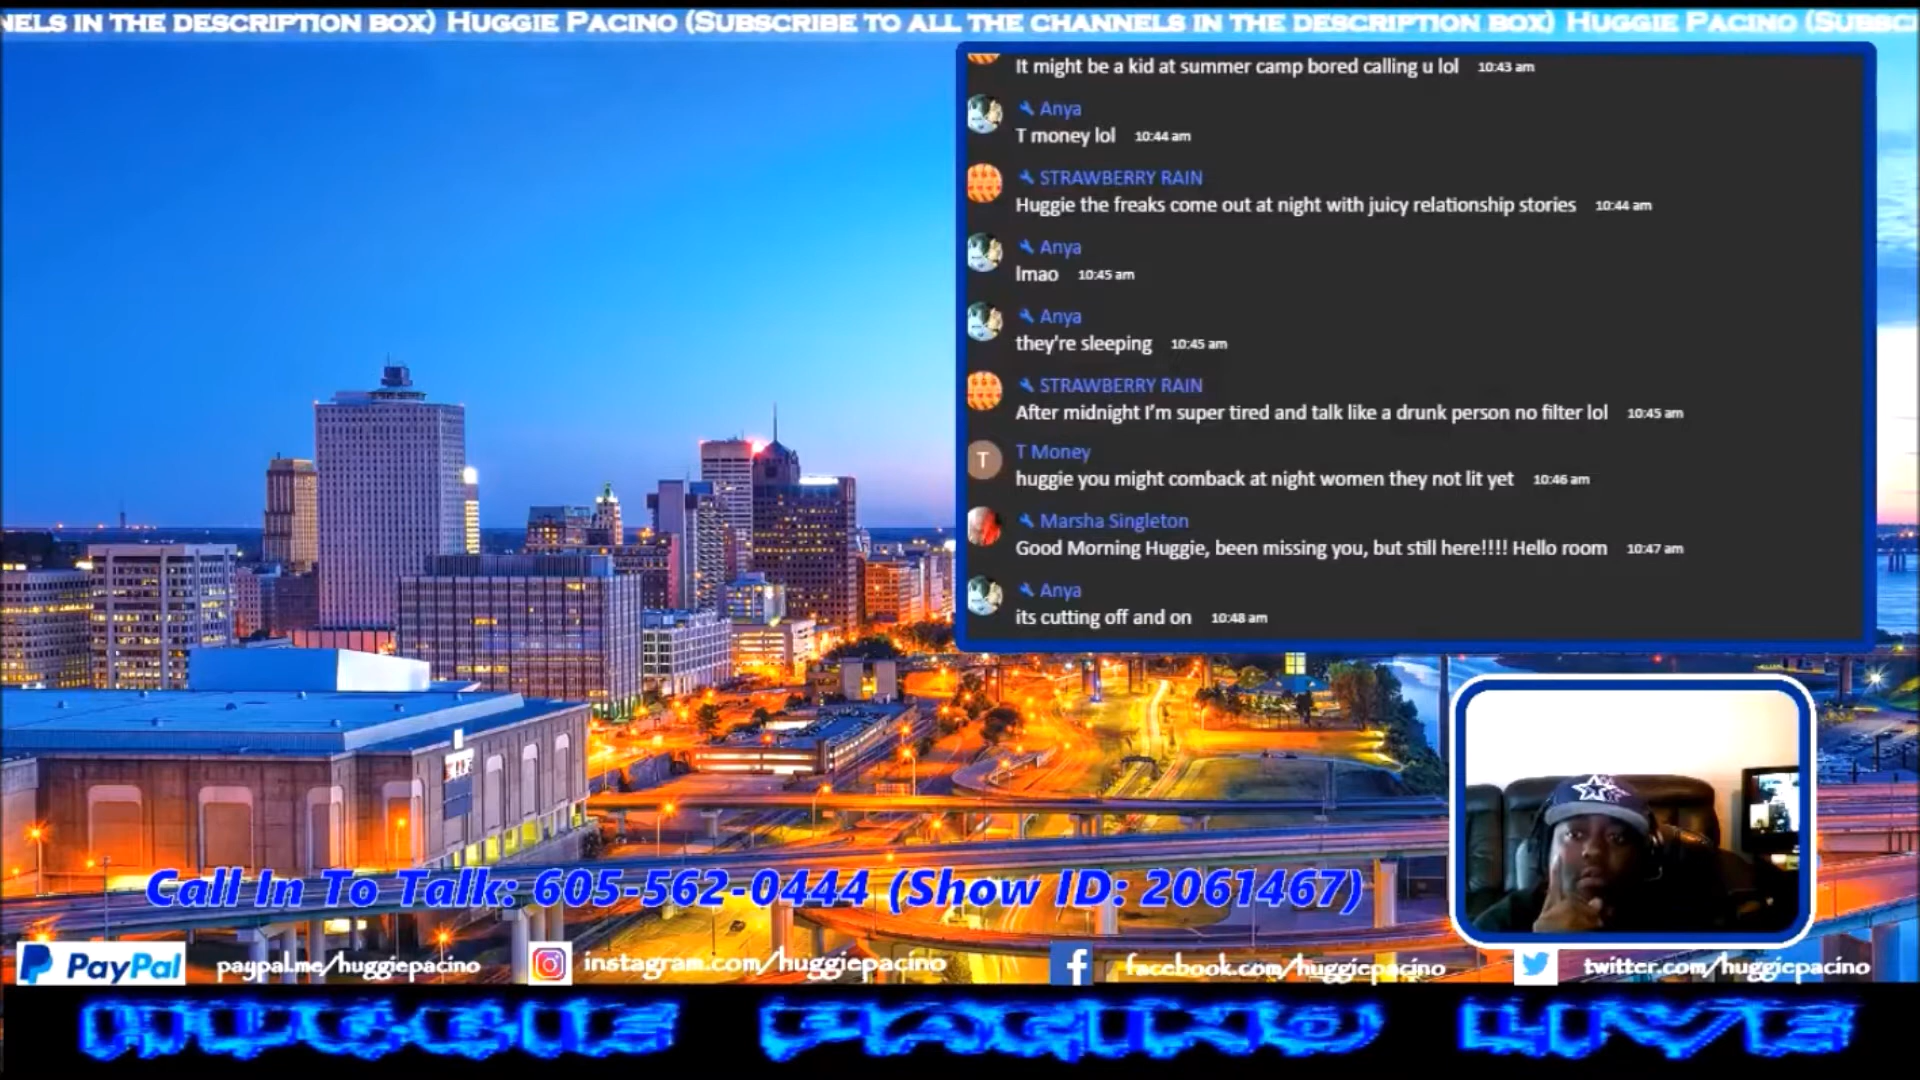 NELS IN THE DESCRIPTION BOX) HUGGIE PACINO (SUBSCRIBE TO ALL THE CHANNELS IN THE DESCRIPTION BOX) HUGGIE PACINO (SUBSC
It might be a kid at summer camp bored calling u lol 10:43 am
Anya
T money lol 10:44 am
STRAWBERRY RAIN
Huggie the freaks come out at night with juicy relationship stories 10:44 am
Anya
lmao 10:45 am
Anya
they're sleeping 10:45 am
STRAWBERRY RAIN
After midnight I'm super tired and talk like a drunk person no filter lol 10:45 am
T
T Money
huggie you might comback at night women they not lit yet 10:46 am
Marsha Singleton
Good Morning Huggie, been missing you, but still here!!!! Hello room 10:47 am
Anya
its cutting off and on 10:48 am
Call In To Talk: 605-562-0444 (Show ID: 2061467)
PayPal paypal.me/huggiepacino instagram.com/huggiepacino facebook.com/huggiepacino twitter.com/huggiepacino
HUGGIE PACINO LIVE